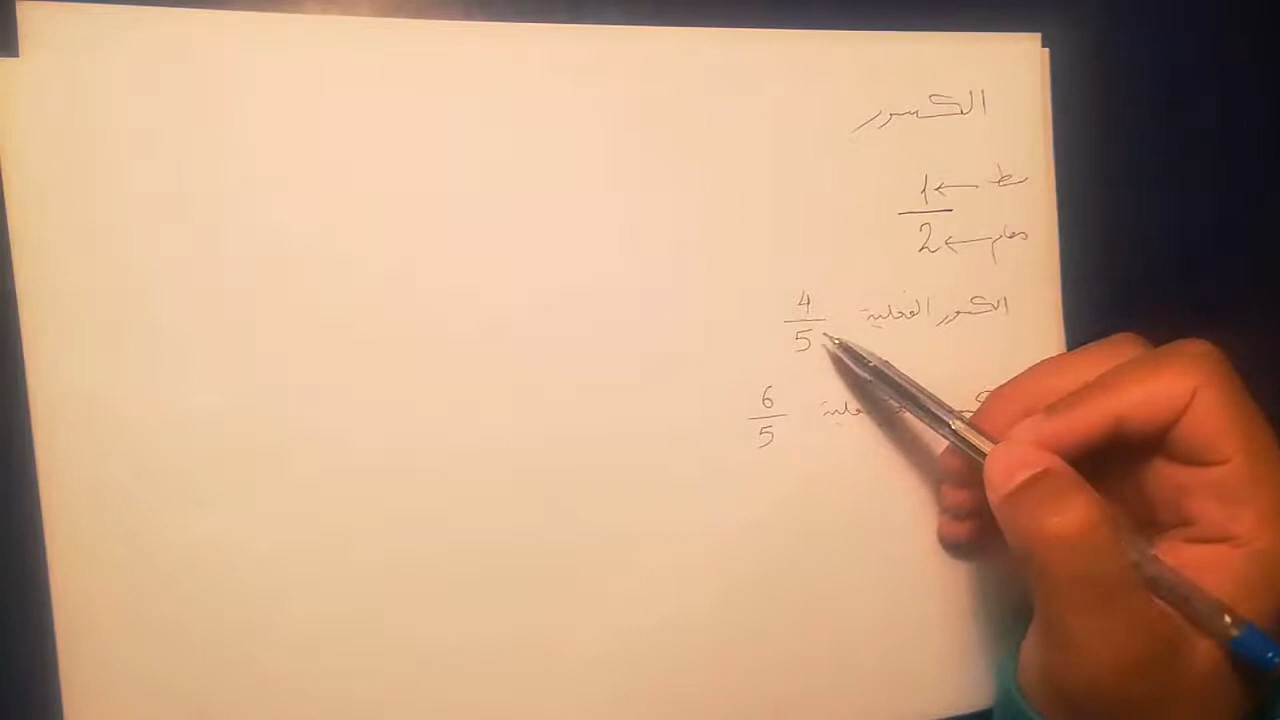 الكسور
1 ← بسط
2 ← مقام
الكسور الفعلية 4/5
6/5